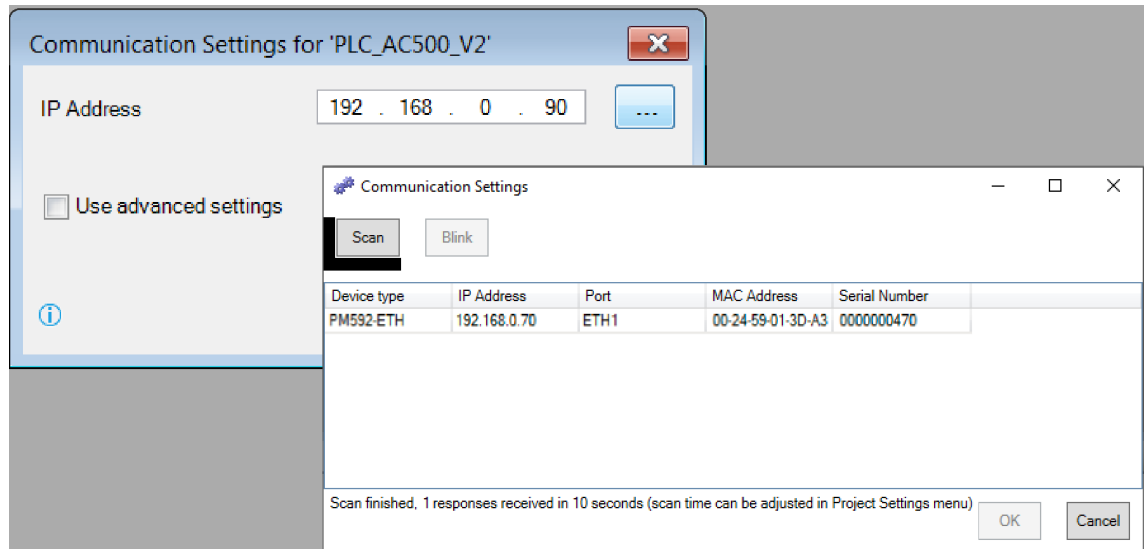 Communication Settings for 'PLC_AC500_V2'
IP Address 192 . 168 . 0 . 90 ...
Use advanced settings
Communication Settings
Scan Blink
Device type IP Address Port MAC Address Serial Number
PM592-ETH 192.168.0.70 ETH1 00-24-59-01-3D-A3 0000000470
Scan finished, 1 responses received in 10 seconds (scan time can be adjusted in Project Settings menu)
OK Cancel